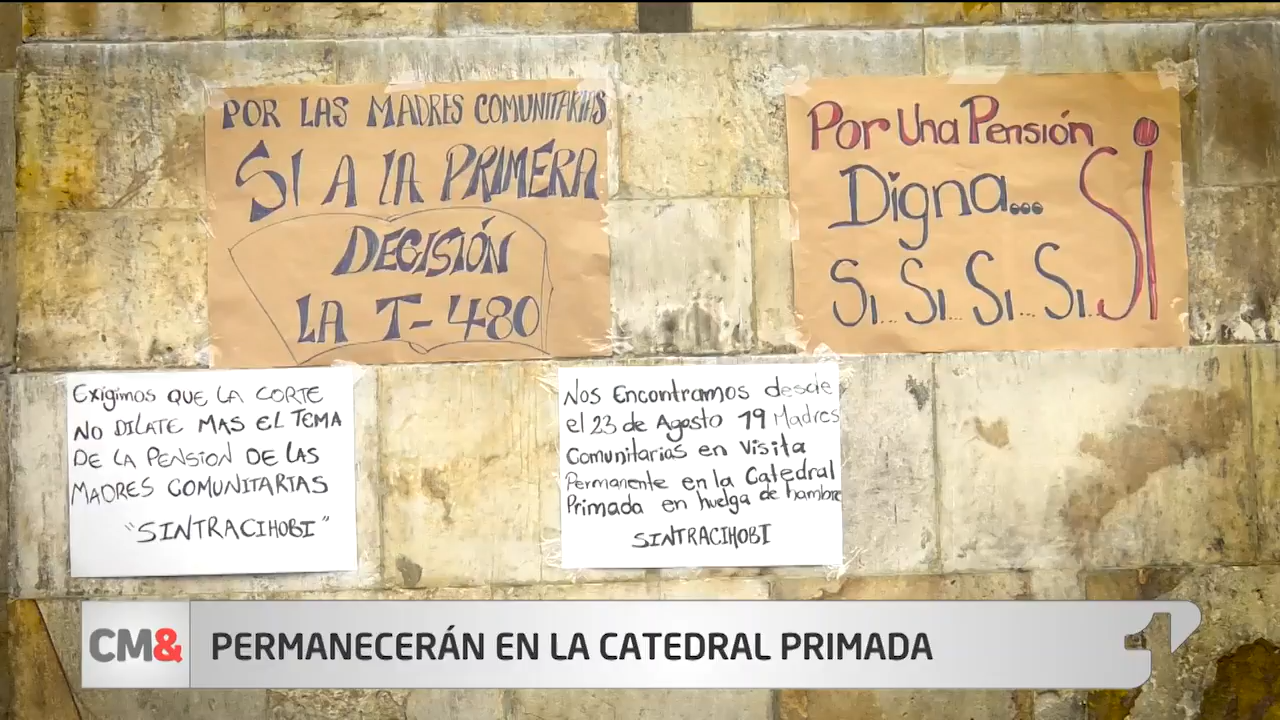 POR LAS MADRES COMUNITARIAS
SI A LA PRIMERA
DECISIÓN
LA T-480
Por Una Pensión
Digna... SI
SI... SI... SI... SI...
Exígimos QUE LA CORTE
NO DILATE MAS EL TEMA
DE LA PENSION DE LAS
MADRES COMUNITARIAS
"SINTRACIHOBI"
Nos Encontramos desde
el 23 de Agosto 19 Madres
Comunitarias en Visita
Permanente en la Catedral
Primada en huelga de hambre
SINTRACIHOBI
CM& PERMANECERÁN EN LA CATEDRAL PRIMADA 1